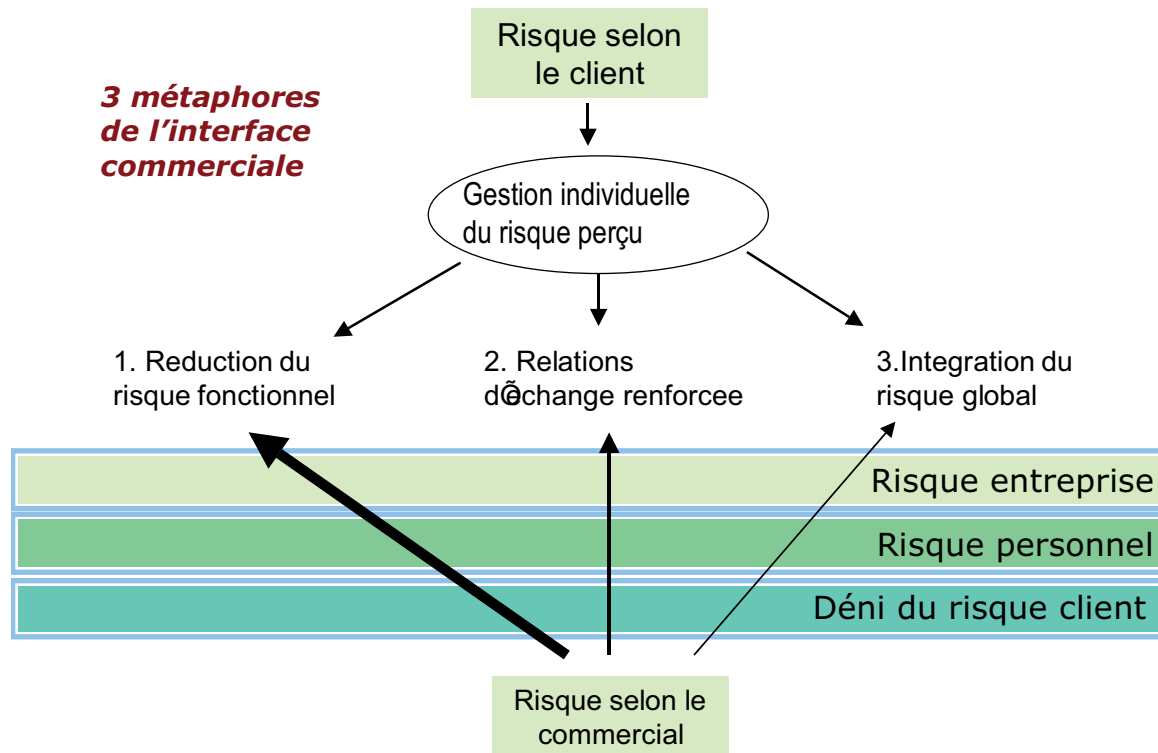 Risque selon
le client
3 métaphores
de l'interface
commerciale
Gestion individuelle
du risque perçu
1. Reduction du
risque fonctionnel
2. Relations
dÕechange renforcee
3.Integration du
risque global
Risque entreprise
Risque personnel
Déni du risque client
Risque selon le
commercial